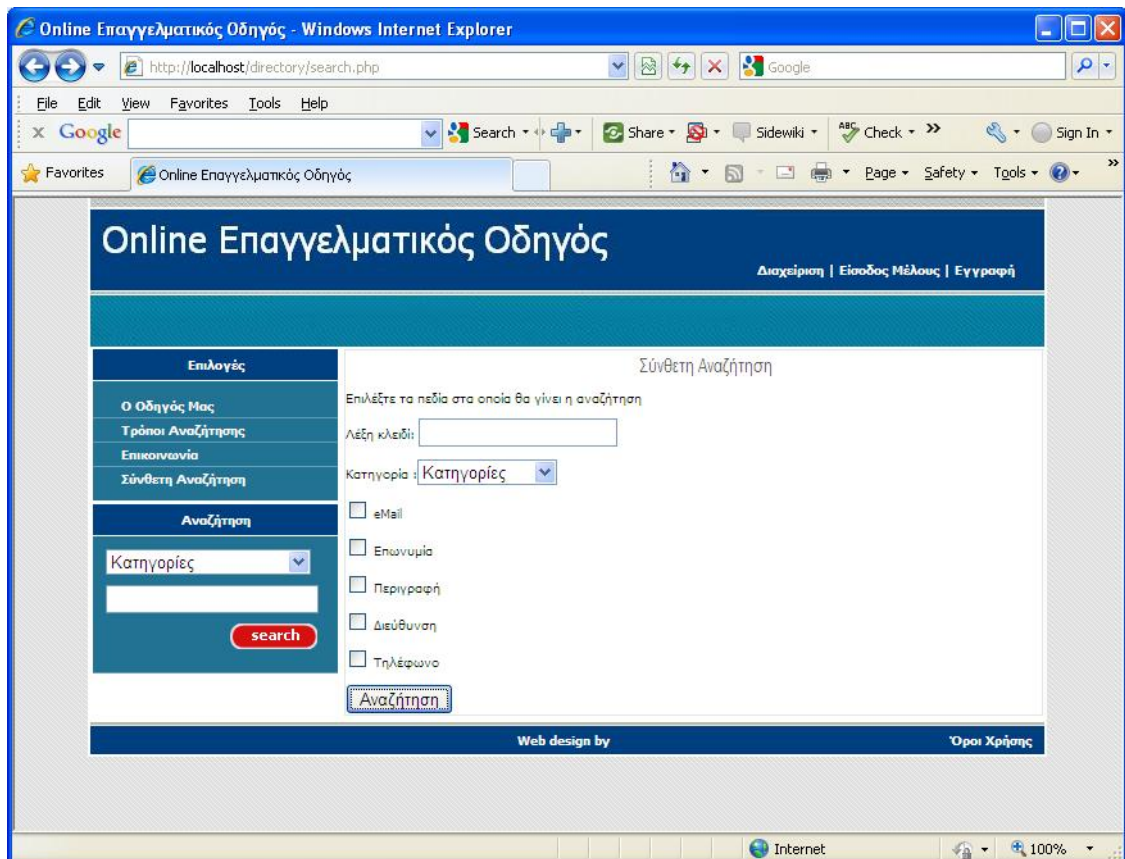 Online Επαγγελματικός Οδηγός - Windows Internet Explorer
http://localhost/directory/search.php
Google
File Edit View Favorites Tools Help
x Google Search Share Sidewiki ABC Check » Sign In
Favorites Online Επαγγελματικός Οδηγός Page Safety Tools »
Online Επαγγελματικός Οδηγός
Διαχείριση | Είσοδος Μέλους | Εγγραφή
Επιλογές
Ο Οδηγός Μας
Τρόποι Αναζήτησης
Επικοινωνία
Σύνθετη Αναζήτηση
Αναζήτηση
Κατηγορίες
search
Σύνθετη Αναζήτηση
Επιλέξτε τα πεδία στα οποία θα γίνει η αναζήτηση
Λέξη κλειδί:
Κατηγορία : Κατηγορίες
eMail
Επωνυμία
Περιγραφή
Διεύθυνση
Τηλέφωνο
Αναζήτηση
Web design by Όροι Χρήσης
Internet 100%